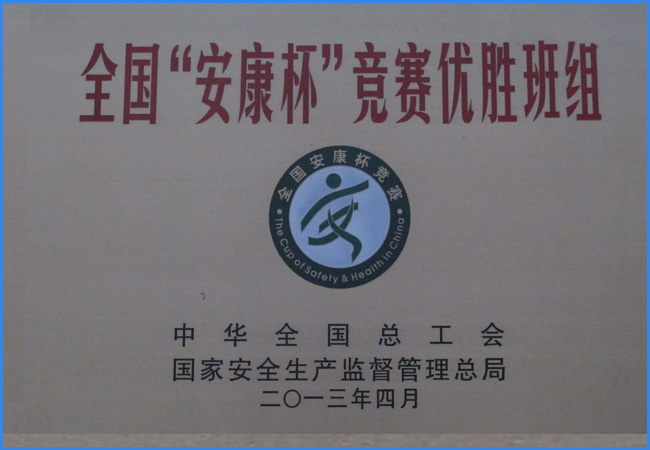 全国“安康杯”竞赛优胜班组
全国安康杯竞赛
The Cup of Safety & Health in China
中华全国总工会
国家安全生产监督管理总局
二〇一三年四月